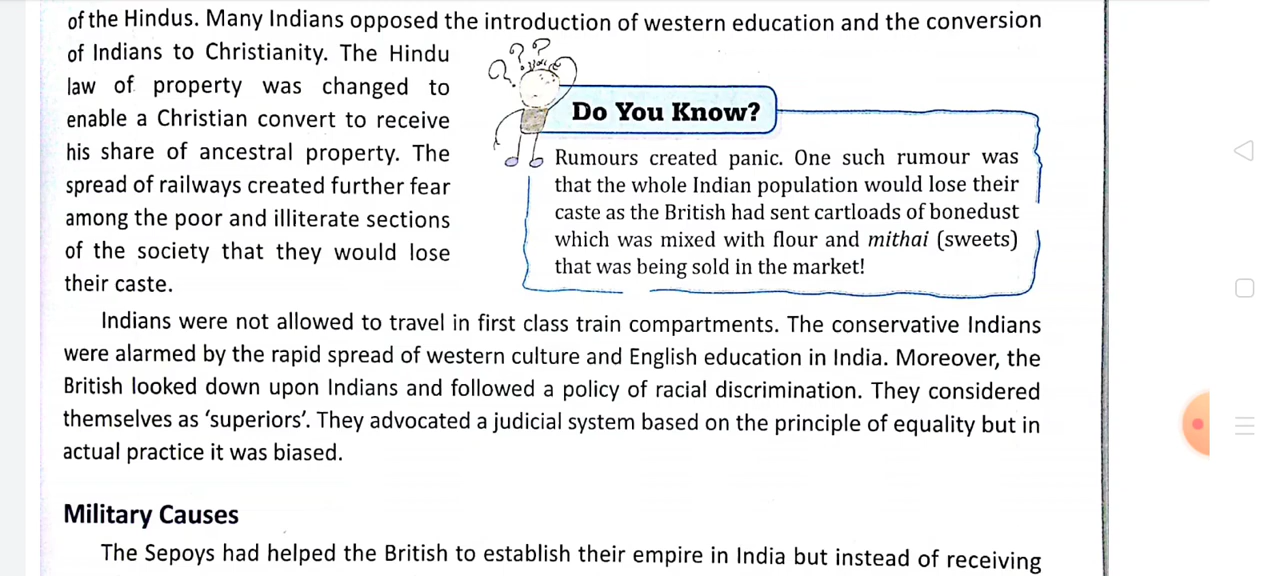 of the Hindus. Many Indians opposed the introduction of western education and the conversion
of Indians to Christianity. The Hindu
law of property was changed to
enable a Christian convert to receive
his share of ancestral property. The
spread of railways created further fear
among the poor and illiterate sections
of the society that they would lose
their caste.
???
Do You Know?
Rumours created panic. One such rumour was
that the whole Indian population would lose their
caste as the British had sent cartloads of bonedust
which was mixed with flour and mithai (sweets)
that was being sold in the market!
Indians were not allowed to travel in first class train compartments. The conservative Indians
were alarmed by the rapid spread of western culture and English education in India. Moreover, the
British looked down upon Indians and followed a policy of racial discrimination. They considered
themselves as ‘superiors’. They advocated a judicial system based on the principle of equality but in
actual practice it was biased.
Military Causes
The Sepoys had helped the British to establish their empire in India but instead of receiving